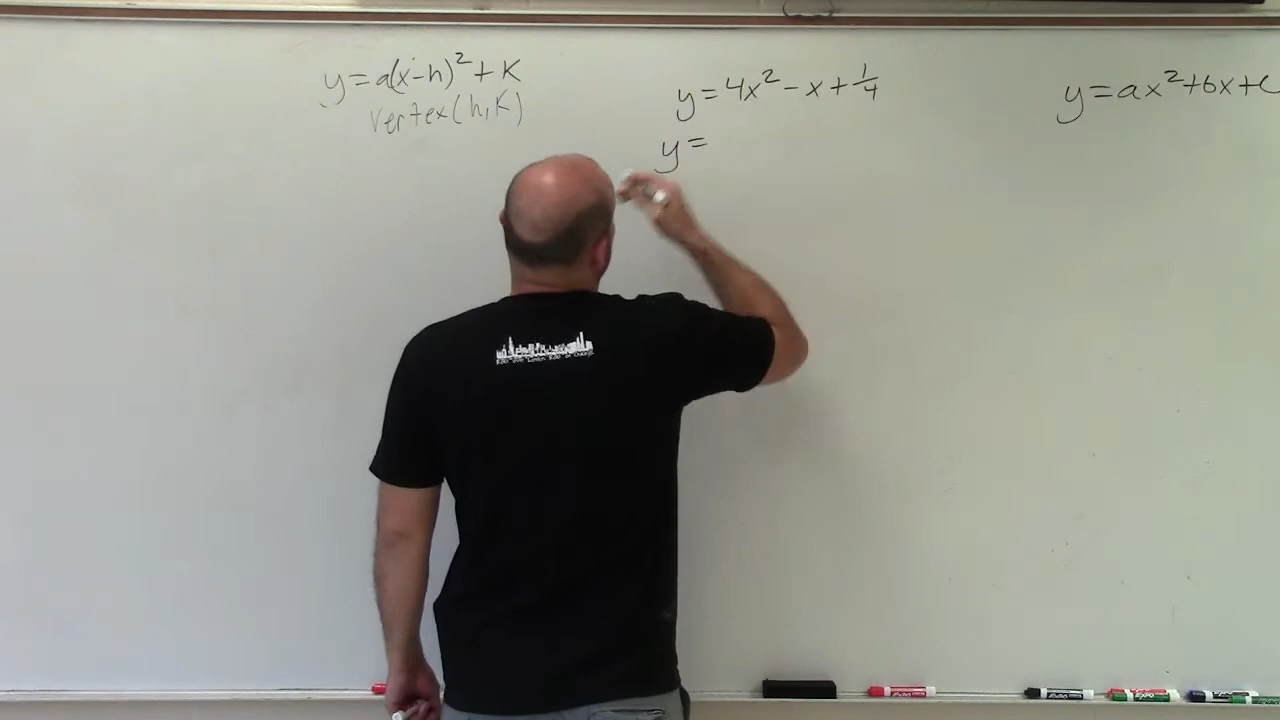 y=a(x-h)²+K
vertex(h,K)
y=4x²-x+1/4
y=
y=ax²+bx+c